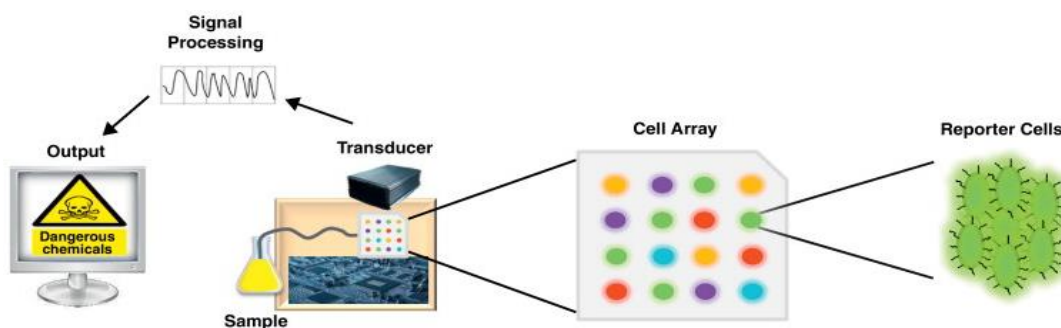 Signal
Processing
Output
Transducer
Cell Array
Reporter Cells
Dangerous
chemicals
Sample